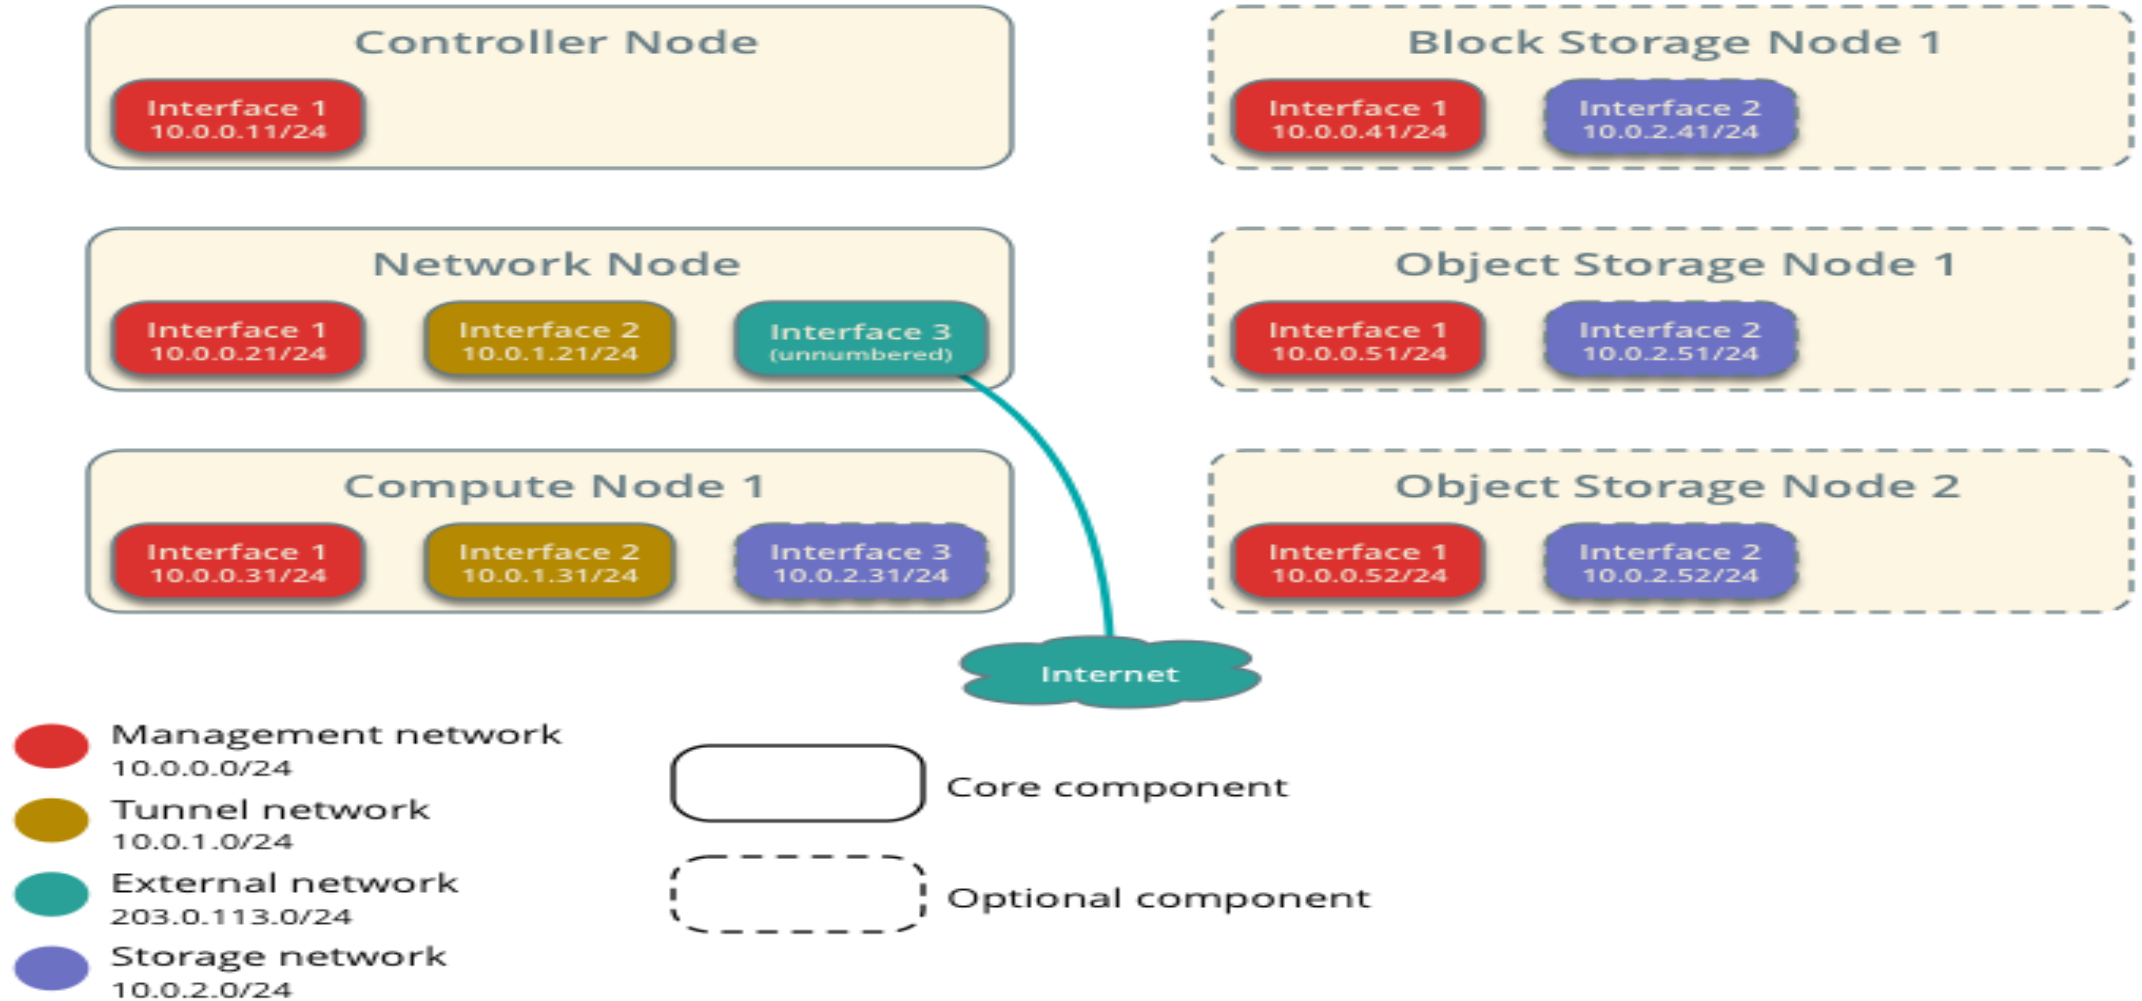 Controller Node
Interface 1
10.0.0.11/24
Block Storage Node 1
Interface 1
10.0.0.41/24
Interface 2
10.0.2.41/24
Network Node
Interface 1
10.0.0.21/24
Interface 2
10.0.1.21/24
Interface 3
(unnumbered)
Object Storage Node 1
Interface 1
10.0.0.51/24
Interface 2
10.0.2.51/24
Compute Node 1
Interface 1
10.0.0.31/24
Interface 2
10.0.1.31/24
Interface 3
10.0.2.31/24
Object Storage Node 2
Interface 1
10.0.0.52/24
Interface 2
10.0.2.52/24
Internet
Management network
10.0.0.0/24
Tunnel network
10.0.1.0/24
External network
203.0.113.0/24
Storage network
10.0.2.0/24
Core component
Optional component